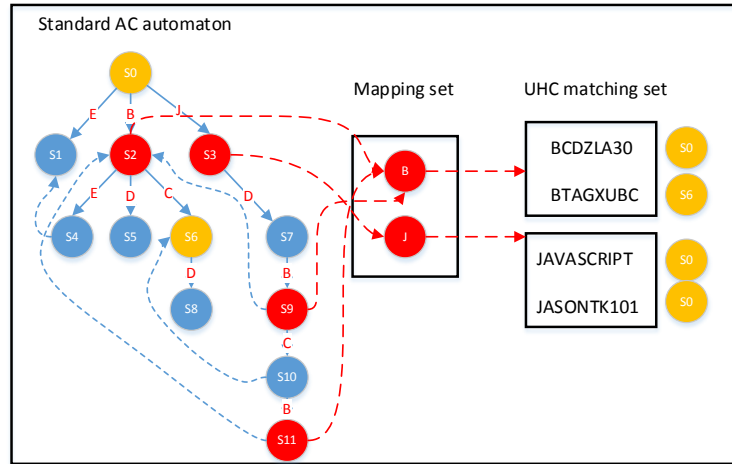 Standard AC automaton
S0
Mapping set
UHC matching set
E
B
J
S1
S2
S3
B
BCDZLA30
S0
BTAGXUBC
S6
E
D
C
D
S4
S5
S6
S7
J
JAVASCRIPT
S0
D
B
S8
S9
JASONTK101
S0
C
S10
B
S11